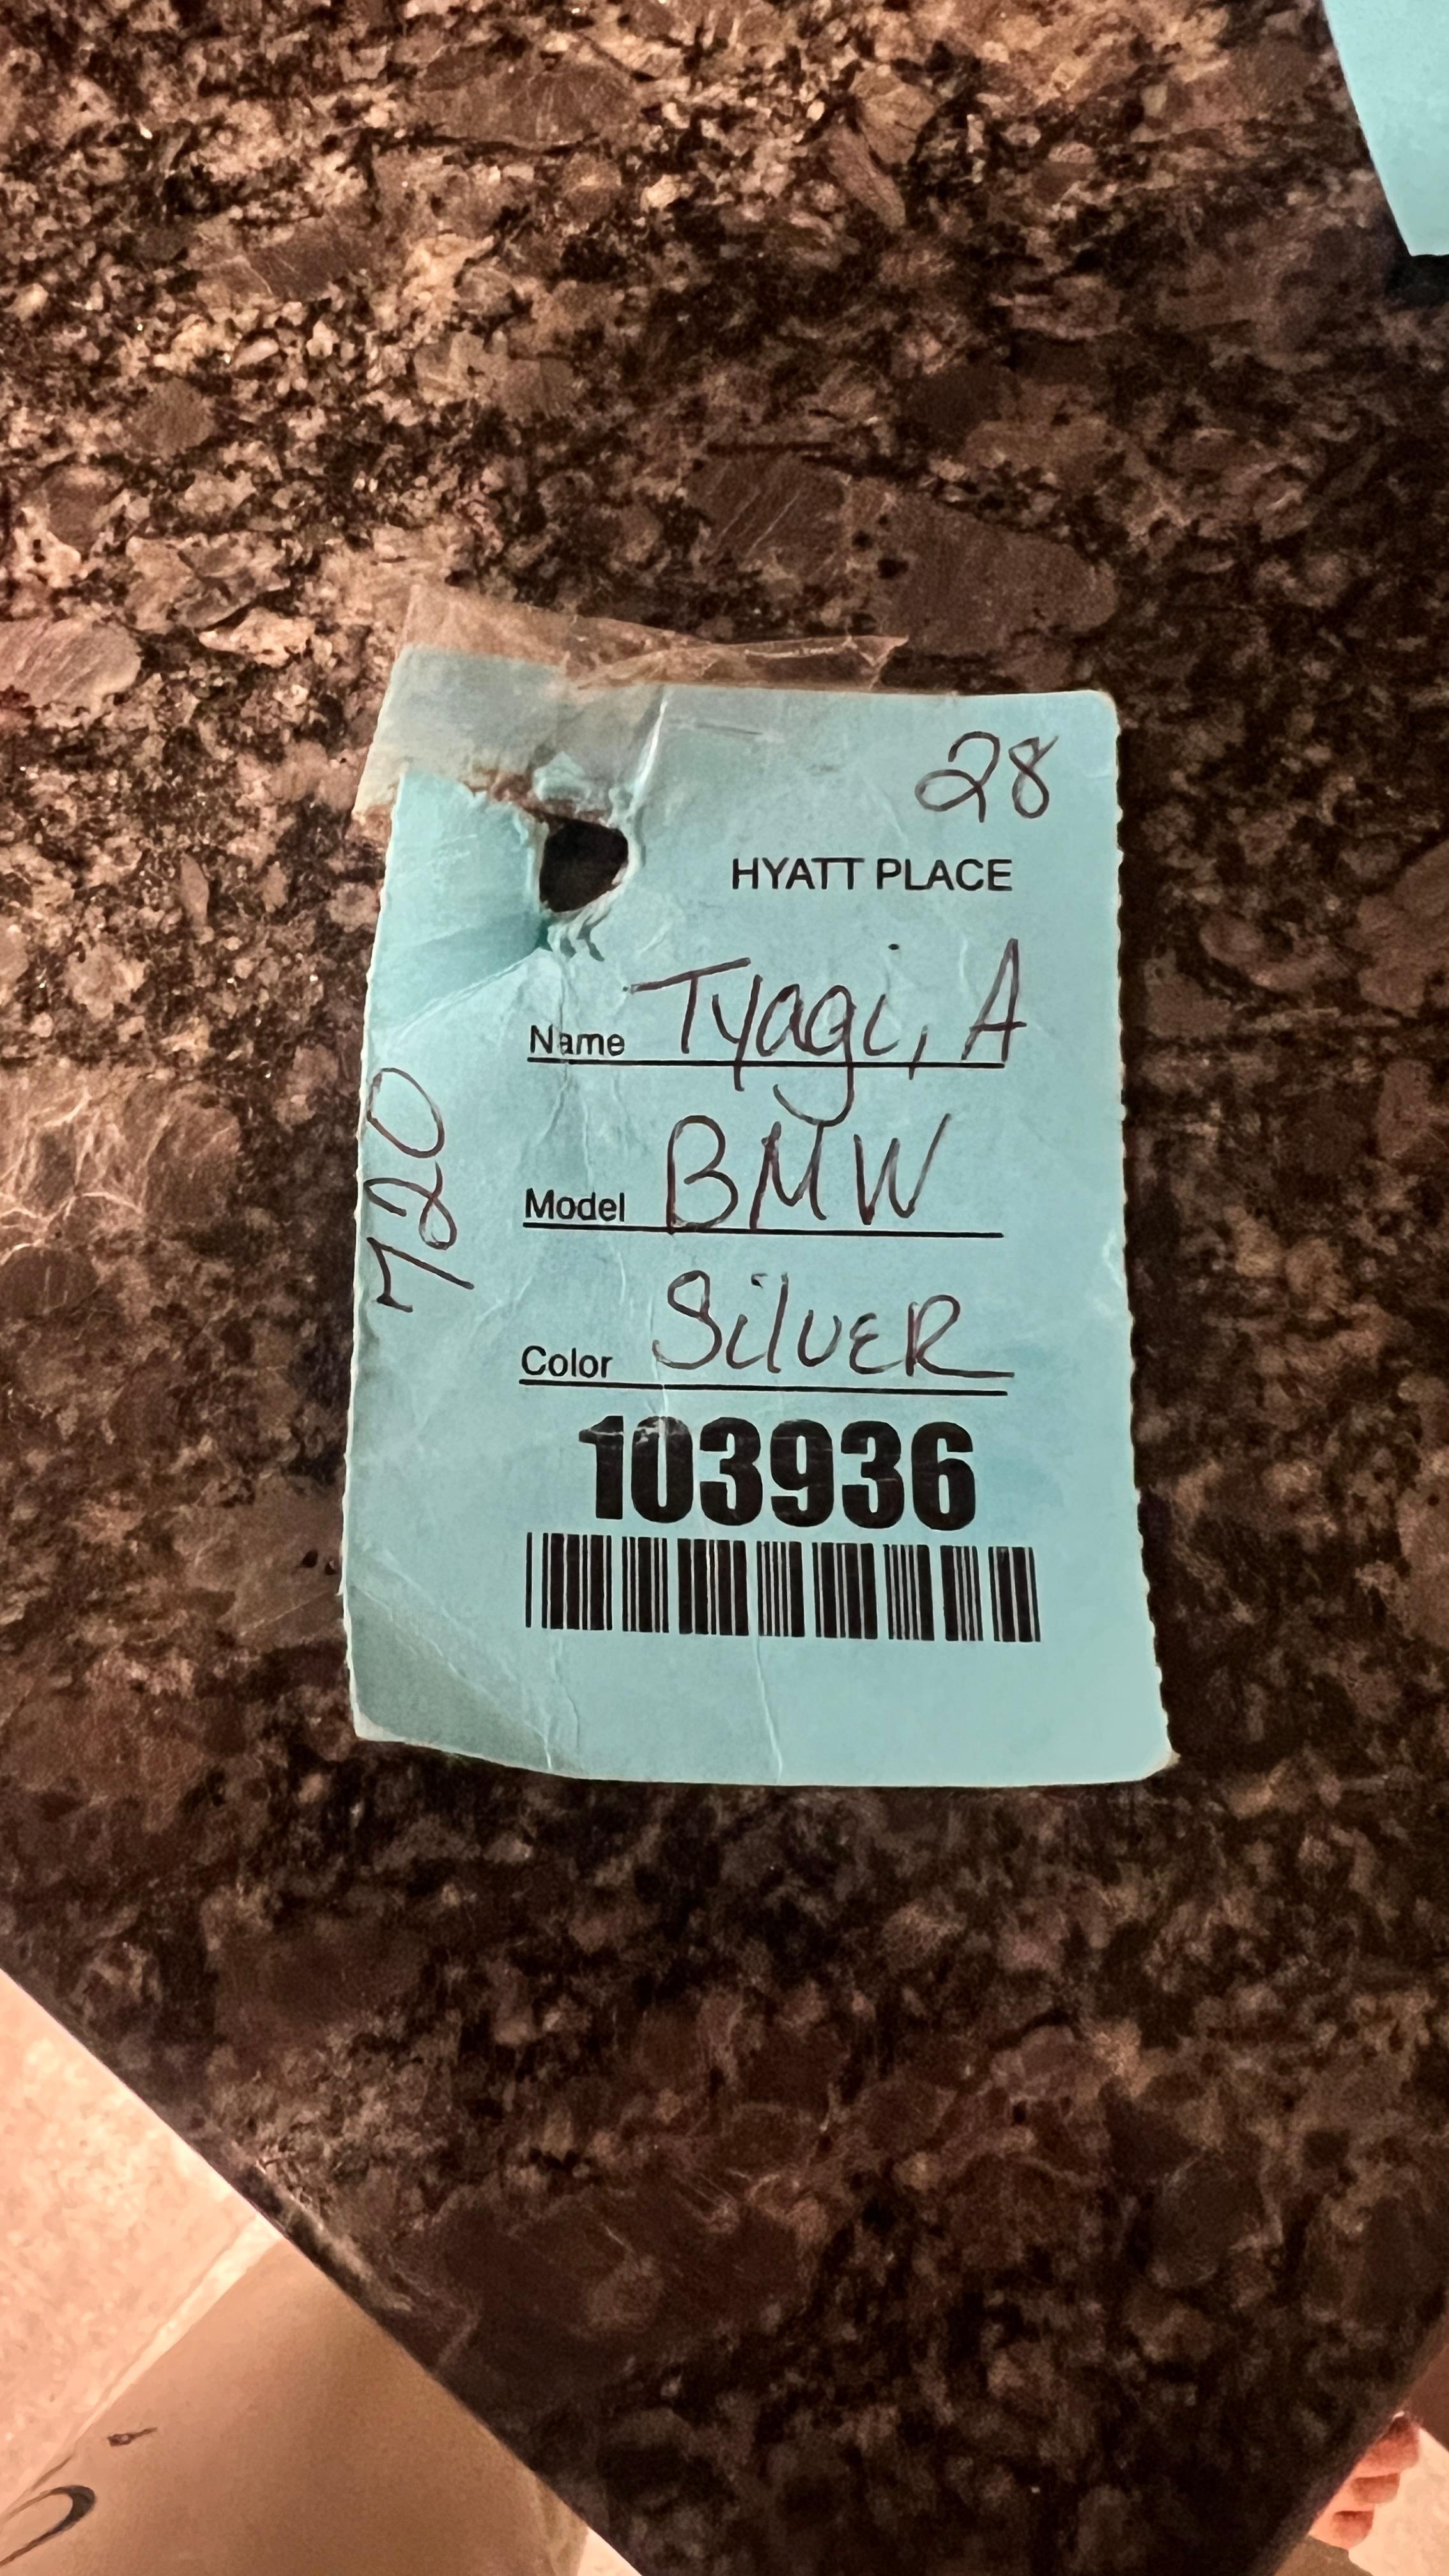 28
HYATT PLACE
Name Tyagi, A
Model BMW
Color SilvER
103936
720